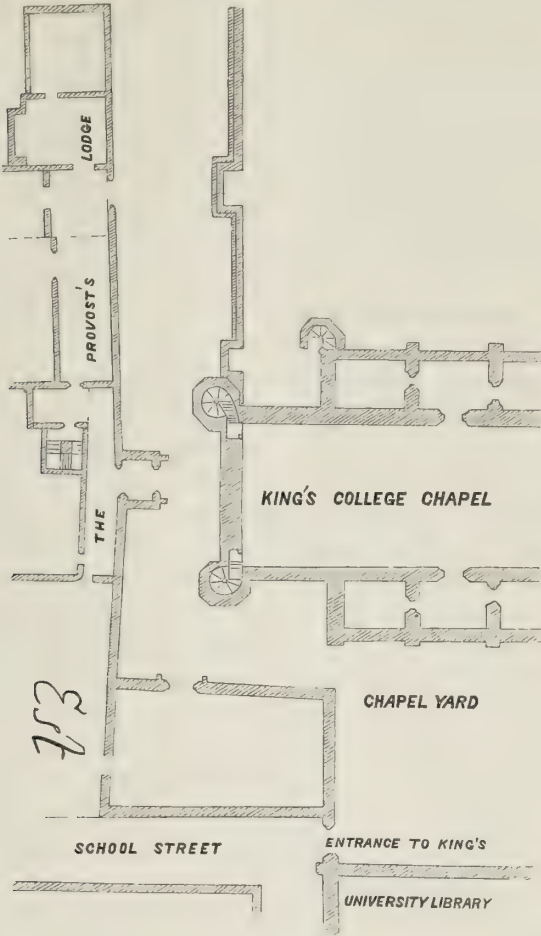 THE PROVOST'S LODGE
KING'S COLLEGE CHAPEL
CHAPEL YARD
SCHOOL STREET
ENTRANCE TO KING'S
UNIVERSITY LIBRARY